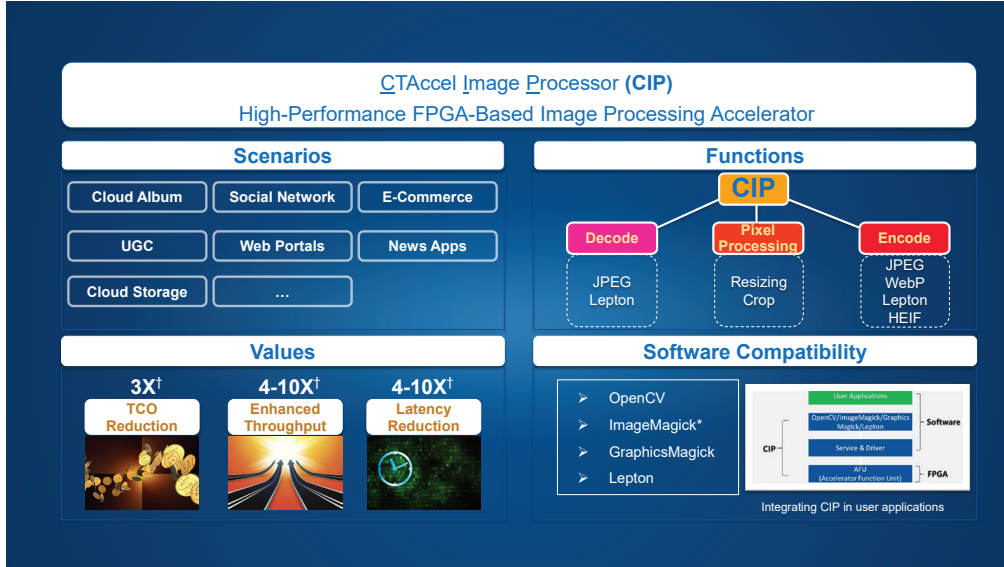 CTAccel Image Processor (CIP)
High-Performance FPGA-Based Image Processing Accelerator
Scenarios
Cloud Album
Social Network
E-Commerce
UGC
Web Portals
News Apps
Cloud Storage
...
Functions
CIP
Decode
Pixel
Processing
Encode
JPEG
Lepton
Resizing
Crop
JPEG
WebP
Lepton
HEIF
Values
3X†
TCO
Reduction
4-10X†
Enhanced
Throughput
4-10X†
Latency
Reduction
Software Compatibility
➢ OpenCV
➢ ImageMagick*
➢ GraphicsMagick
➢ Lepton
User Applications
OpenCV/ImageMagick/Graphics
Magick/Lepton
Service & Driver
AFU
(Accelerator Function Unit)
CIP
Software
FPGA
Integrating CIP in user applications